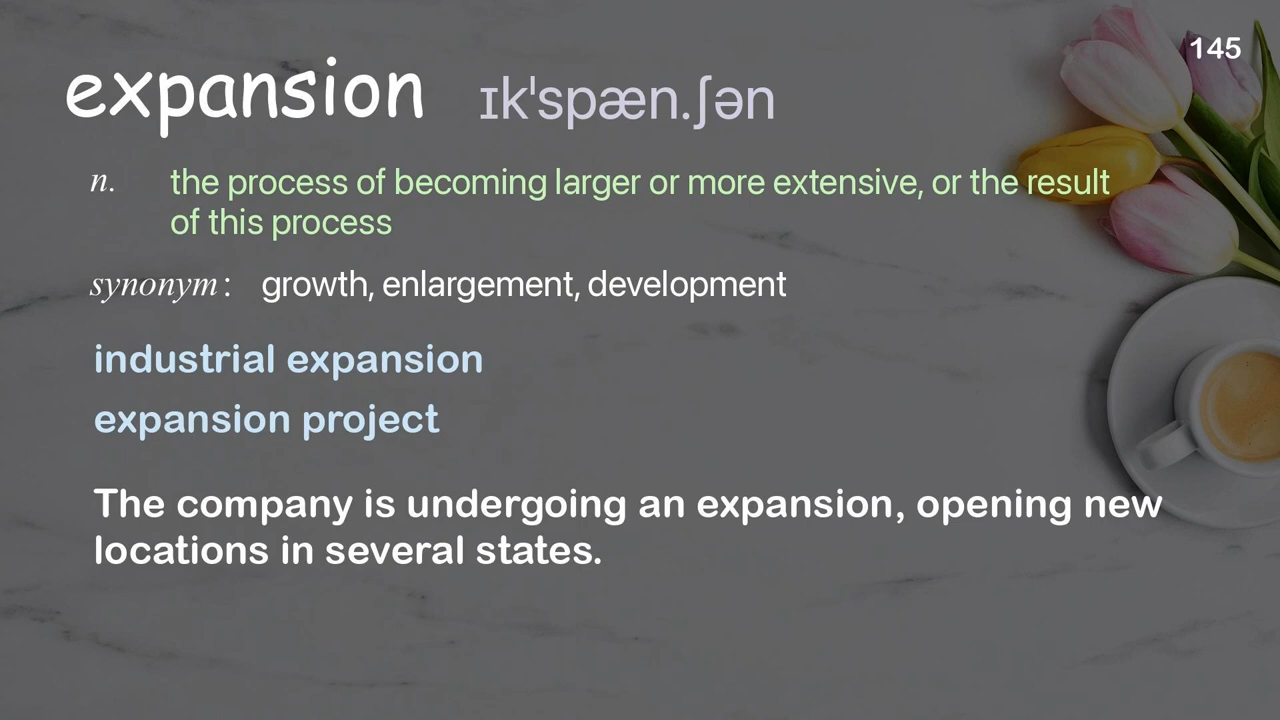 145
expansion ɪkˈspæn.ʃən
n. the process of becoming larger or more extensive, or the result
of this process
synonym: growth, enlargement, development
industrial expansion
expansion project
The company is undergoing an expansion, opening new
locations in several states.